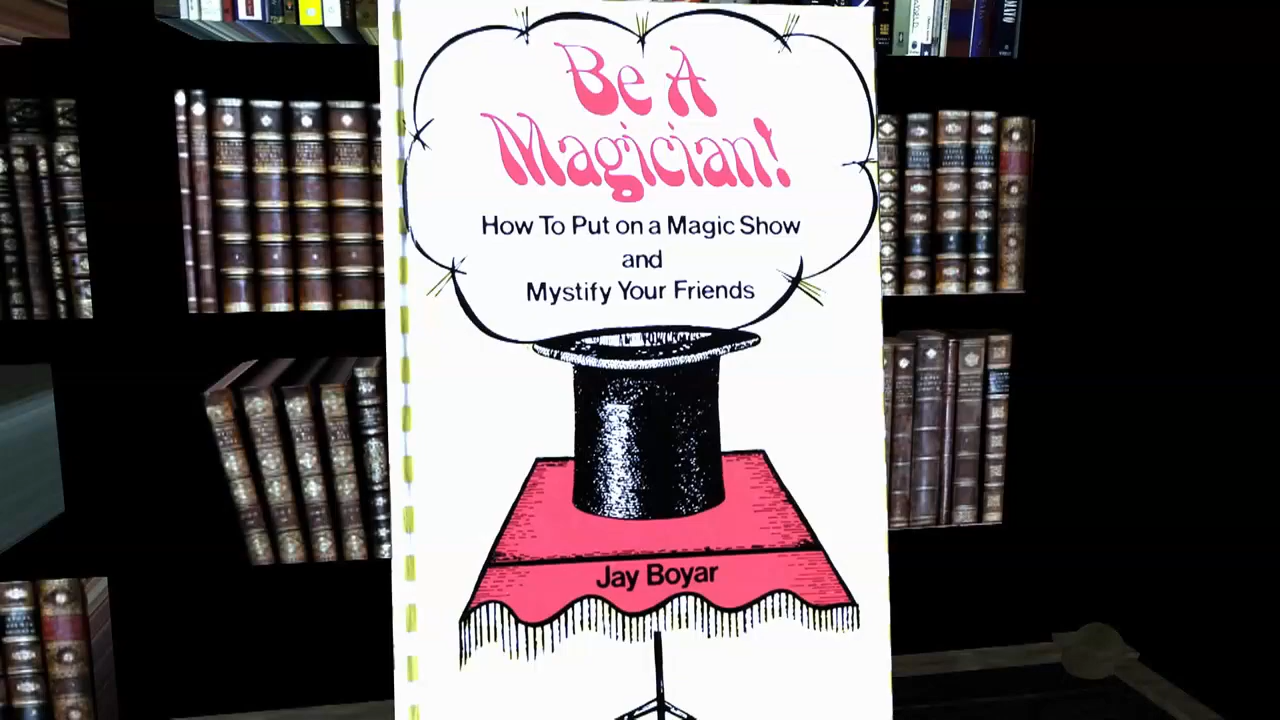 Be A
Magician!
How To Put on a Magic Show
and
Mystify Your Friends
Jay Boyar